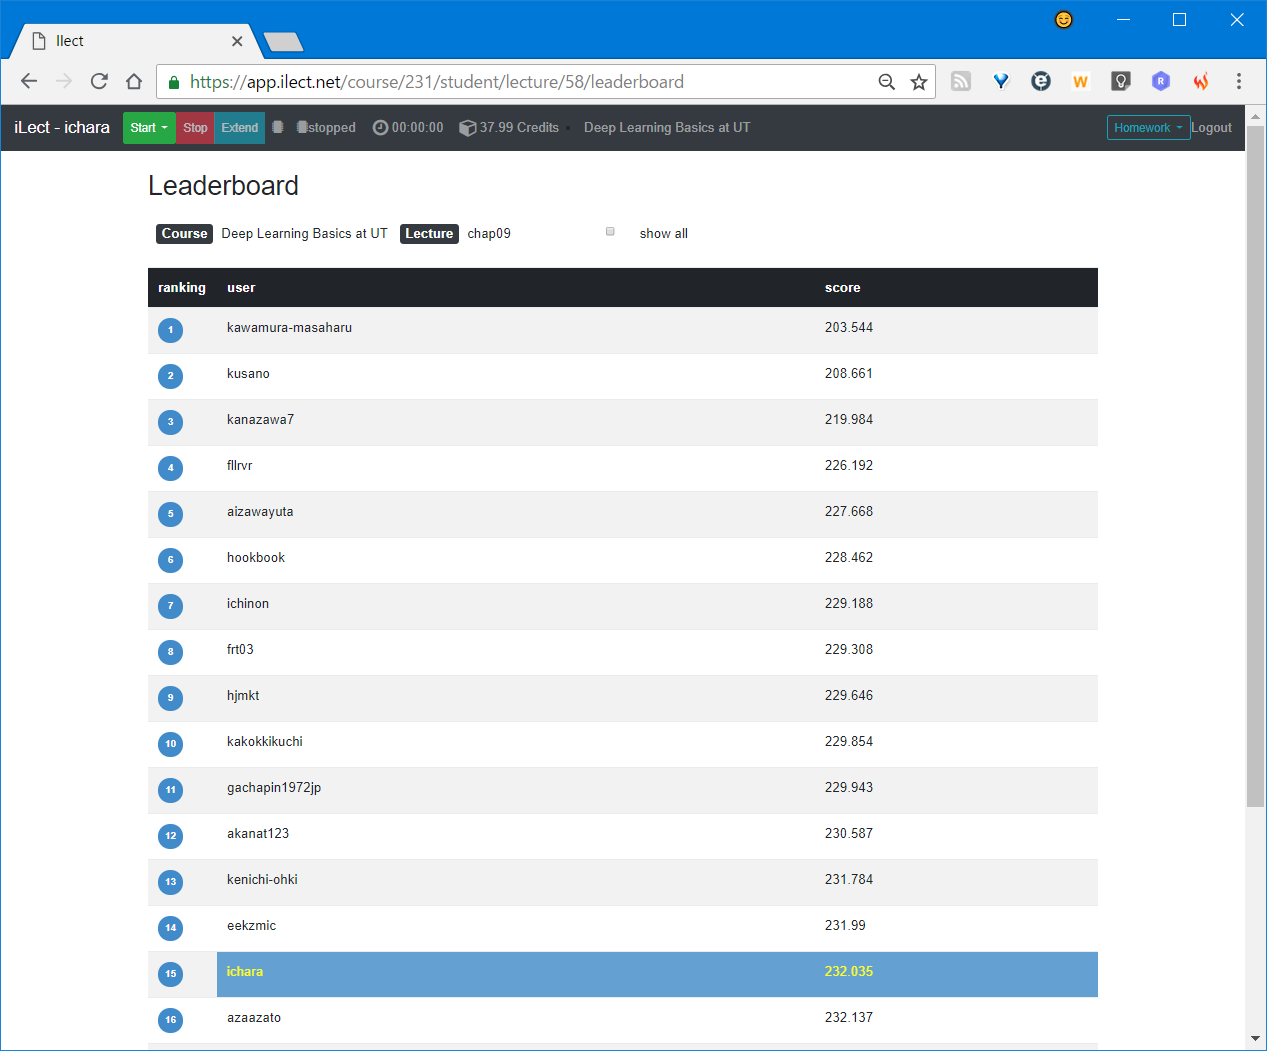 Ilect
https://app.ilect.net/course/231/student/lecture/58/leaderboard
iLect - ichara Start Stop Extend stopped 00:00:00 37.99 Credits Deep Learning Basics at UT Homework Logout
Leaderboard
Course Deep Learning Basics at UT Lecture chap09 show all
ranking user score
1 kawamura-masaharu 203.544
2 kusano 208.661
3 kanazawa7 219.984
4 fllrvr 226.192
5 aizawayuta 227.668
6 hookbook 228.462
7 ichinon 229.188
8 frt03 229.308
9 hjmkt 229.646
10 kakokkikuchi 229.854
11 gachapin1972jp 229.943
12 akanat123 230.587
13 kenichi-ohki 231.784
14 eekzmic 231.99
15 ichara 232.035
16 azaazato 232.137